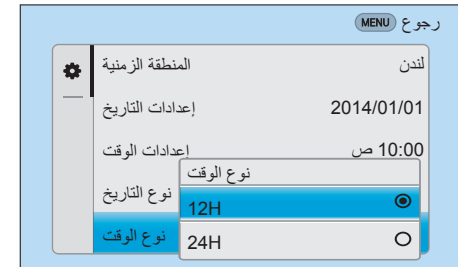 رجوع MENU
المنطقة الزمنية لندن
إعدادات التاريخ 2014/01/01
إعدادات الوقت 10:00 ص
نوع التاريخ
نوع الوقت
نوع الوقت
12H
24H